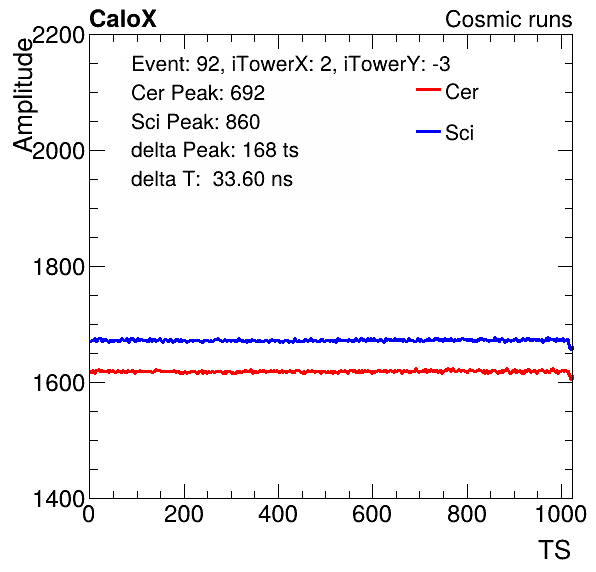 CaloX Cosmic runs
Amplitude
Event: 92, iTowerX: 2, iTowerY: -3
Cer Peak: 692
Sci Peak: 860
delta Peak: 168 ts
delta T:  33.60 ns
Cer
Sci
2200
2000
1800
1600
1400
0 200 400 600 800 1000
TS